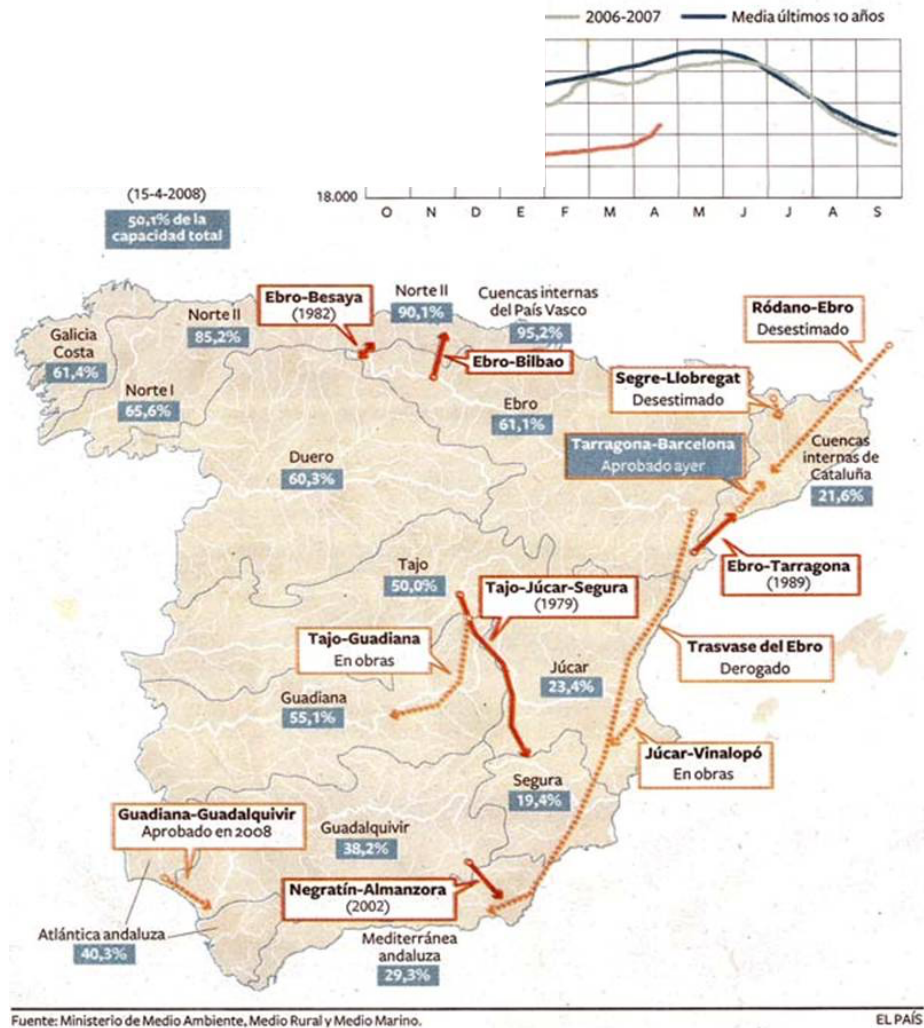 2006-2007
Media últimos 10 años
(15-4-2008)
50,1% de la
capacidad total
18.000
O N D E F M A M J J A S
Ebro-Besaya
(1982)
Norte II
90,1%
Cuencas internas
del País Vasco
95,2%
Ródano-Ebro
Desestimado
Norte II
85,2%
Galicia
Costa
61,4%
Ebro-Bilbao
Segre-Llobregat
Desestimado
Norte I
65,6%
Ebro
61,1%
Tarragona-Barcelona
Aprobado ayer
Cuencas
internas de
Cataluña
21,6%
Duero
60,3%
Tajo
50,0%
Tajo-Júcar-Segura
(1979)
Ebro-Tarragona
(1989)
Tajo-Guadiana
En obras
Júcar
23,4%
Trasvase del Ebro
Derogado
Guadiana
55,1%
Júcar-Vinalopó
En obras
Segura
19,4%
Guadiana-Guadalquivir
Aprobado en 2008
Guadalquivir
38,2%
Negratín-Almanzora
(2002)
Atlántica andaluza
40,3%
Mediterránea
andaluza
29,3%
Fuente: Ministerio de Medio Ambiente, Medio Rural y Medio Marino.
EL PAÍS